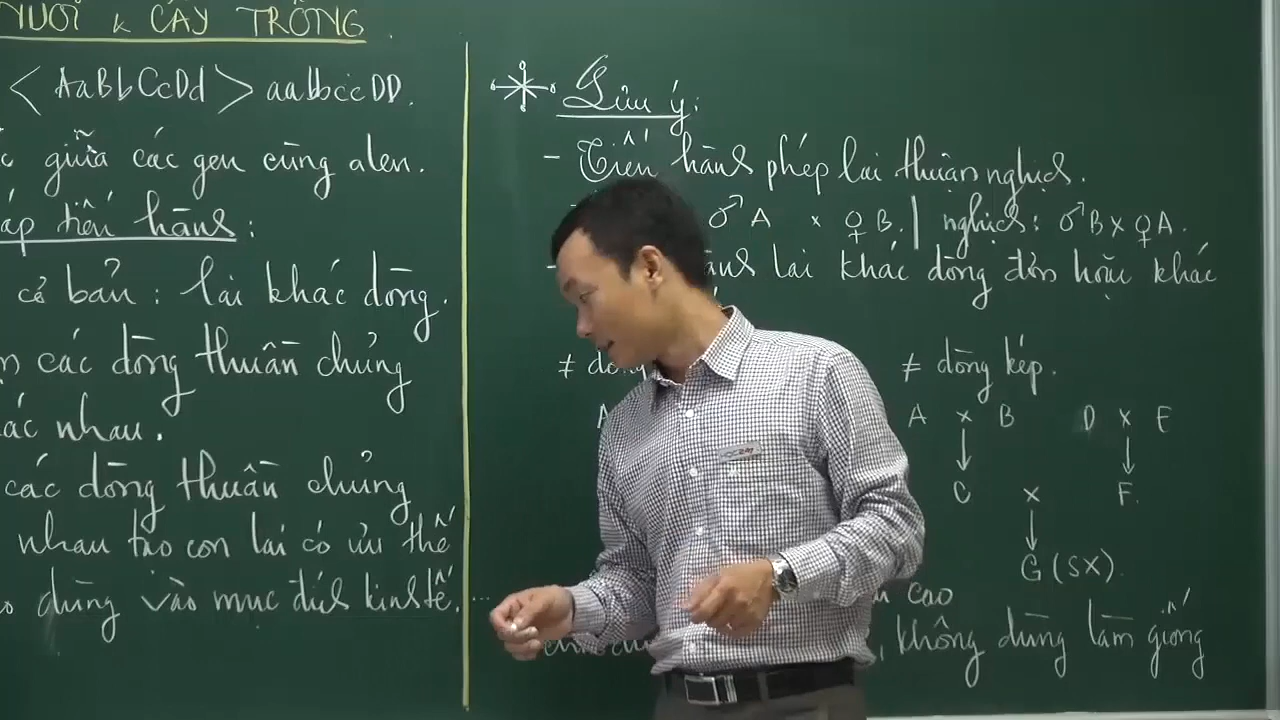 NUÔI & CÂY TRỒNG
< AaBbCcDd > aabbccDD.
giữa các gen cùng alen.
áp tiến hành:
cơ bản: lai khác dòng.
các dòng thuần chủng
ác nhau.
các dòng thuần chủng
nhau tạo con lai có ưu thế
dùng vào mục đích kinh tế.
Lưu ý:
- Tiến hành phép lai thuận nghịch.
♂A x ♀B. | nghịch: ♂B x ♀A.
lai khác dòng đơn hoặc khác
≠ dòng
≠ dòng kép.
A x B D x E
C x F.
G (SX).
cao
, không dùng làm giống